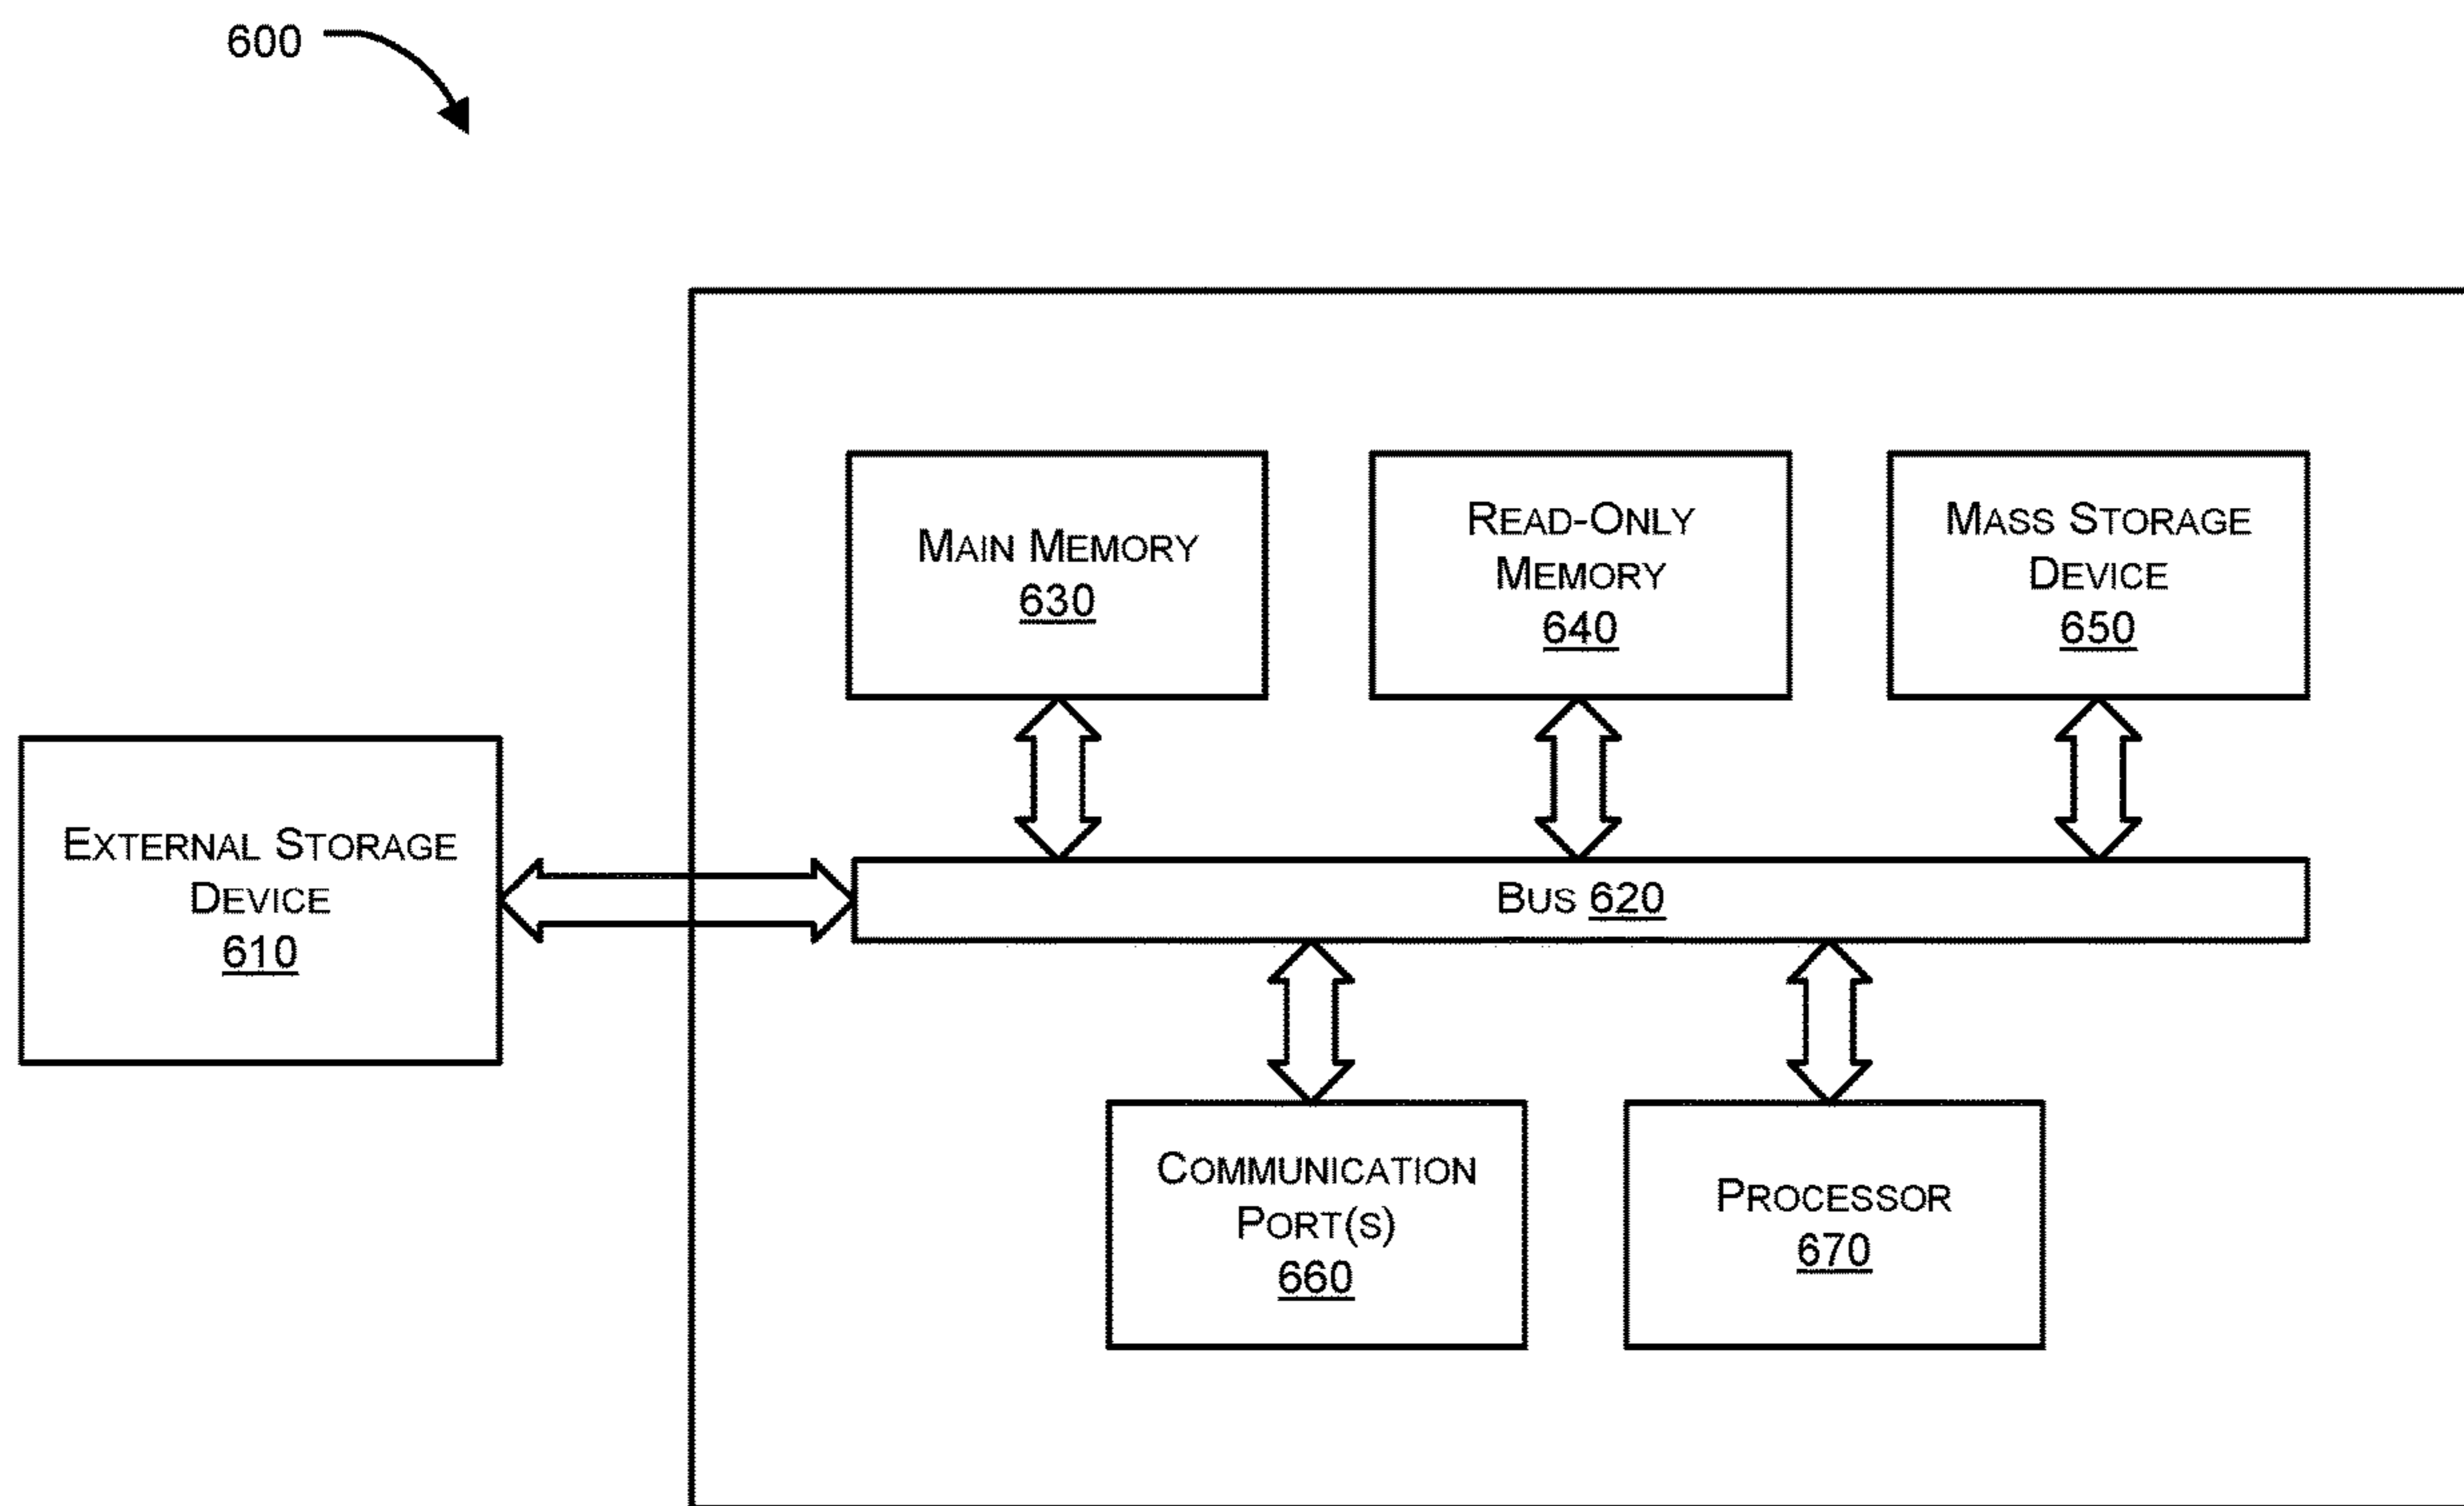 600
MAIN MEMORY
630
READ-ONLY
MEMORY
640
MASS STORAGE
DEVICE
650
EXTERNAL STORAGE
DEVICE
610
BUS 620
COMMUNICATION
PORT(S)
660
PROCESSOR
670